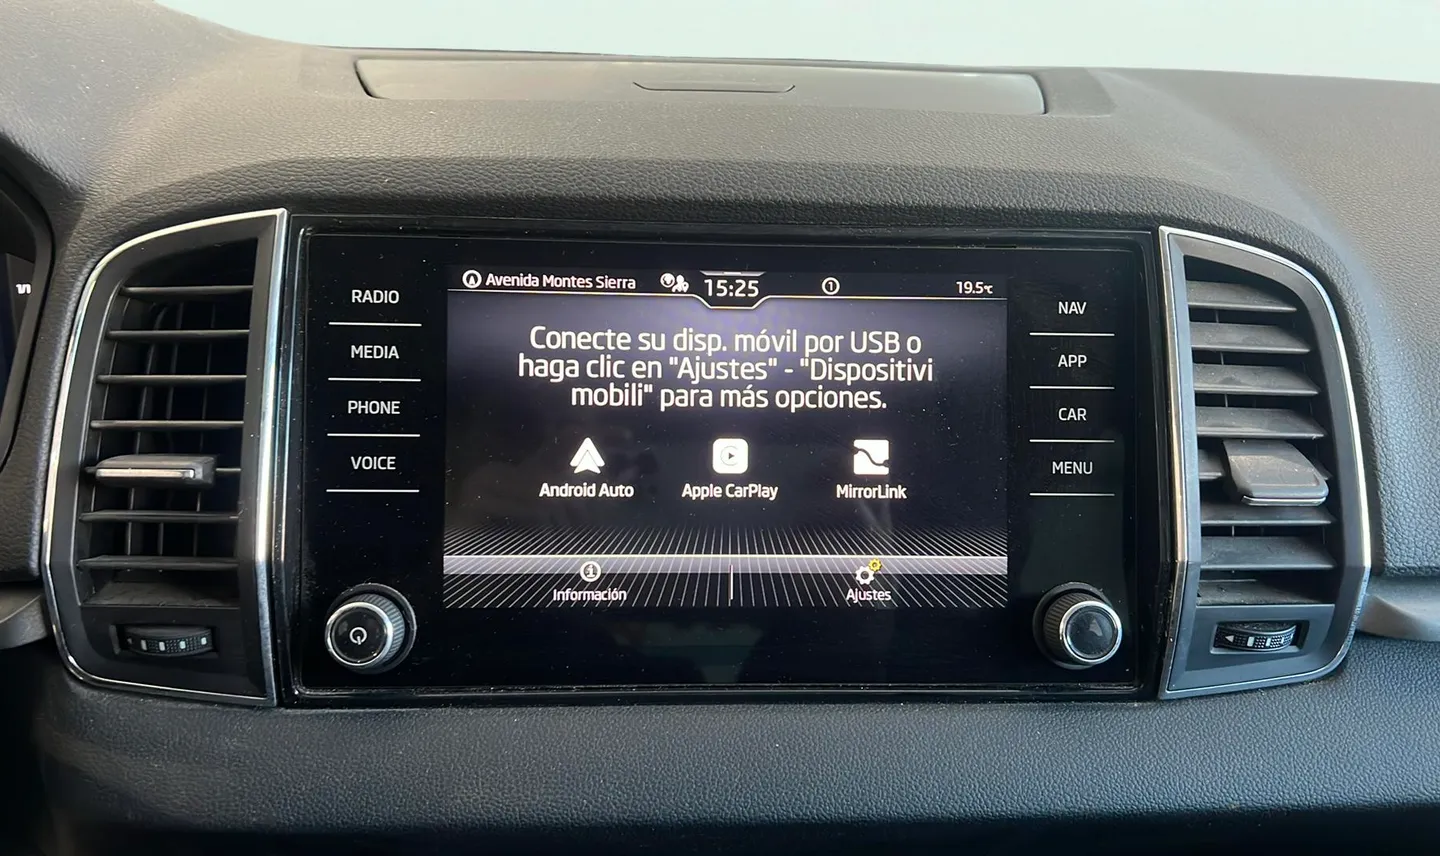 Avenida Montes Sierra 15:25 1 19.5℃
RADIO
MEDIA
PHONE
VOICE
Conecte su disp. móvil por USB o
haga clic en "Ajustes" - "Dispositivi
mobili" para más opciones.
Android Auto Apple CarPlay MirrorLink
Información Ajustes
NAV
APP
CAR
MENU